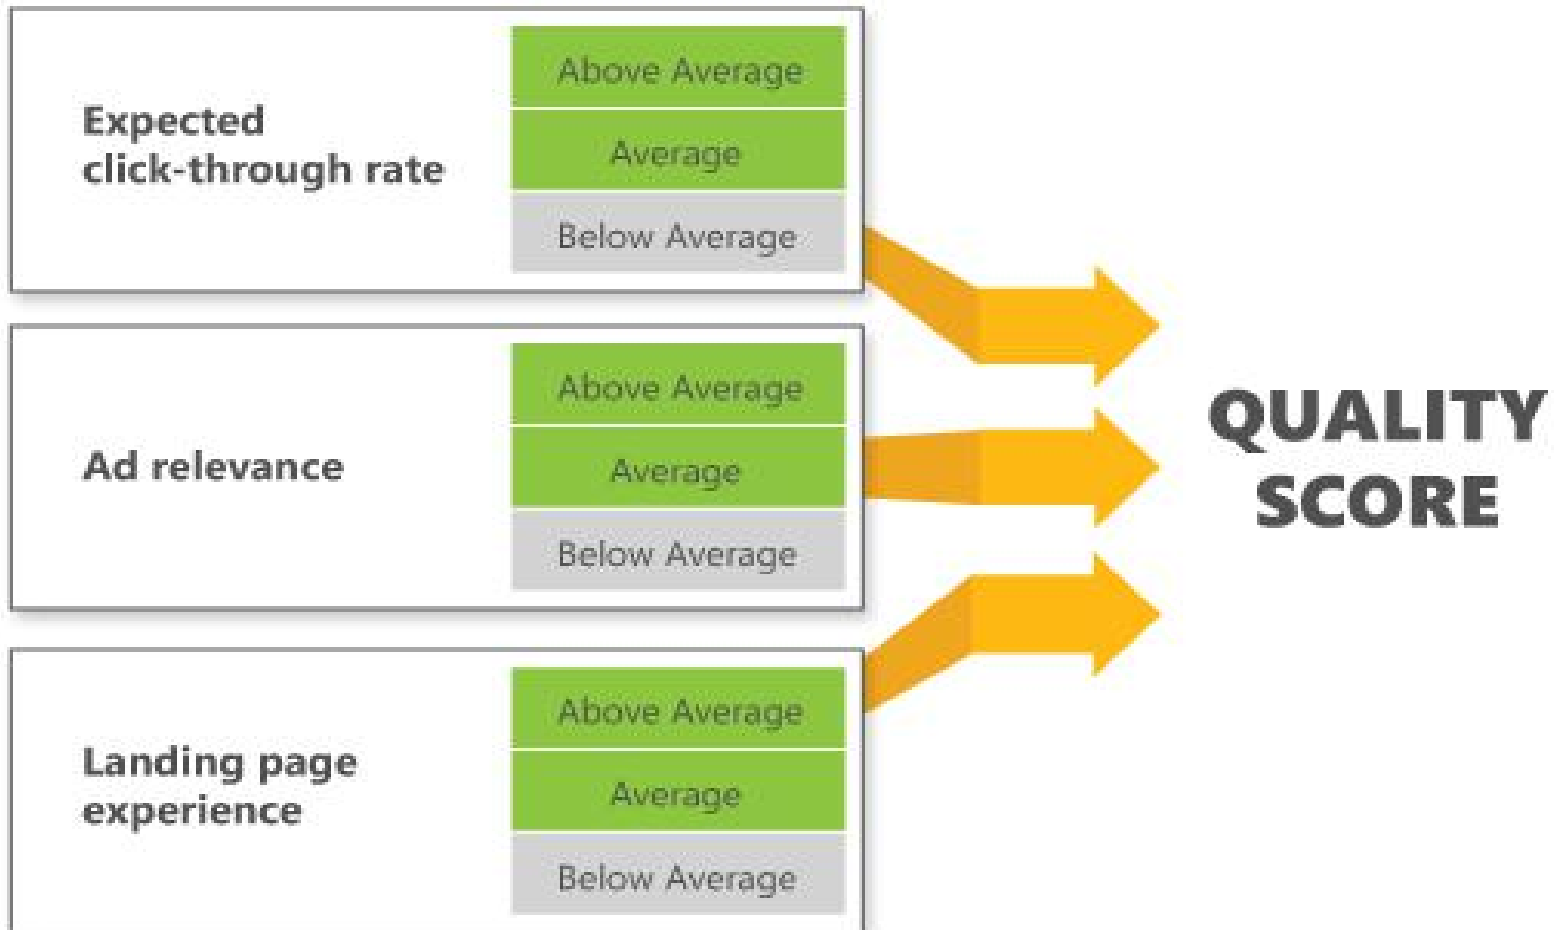 Expected
click-through rate
Above Average
Average
Below Average
Ad relevance
Above Average
Average
Below Average
Landing page
experience
Above Average
Average
Below Average
QUALITY
SCORE